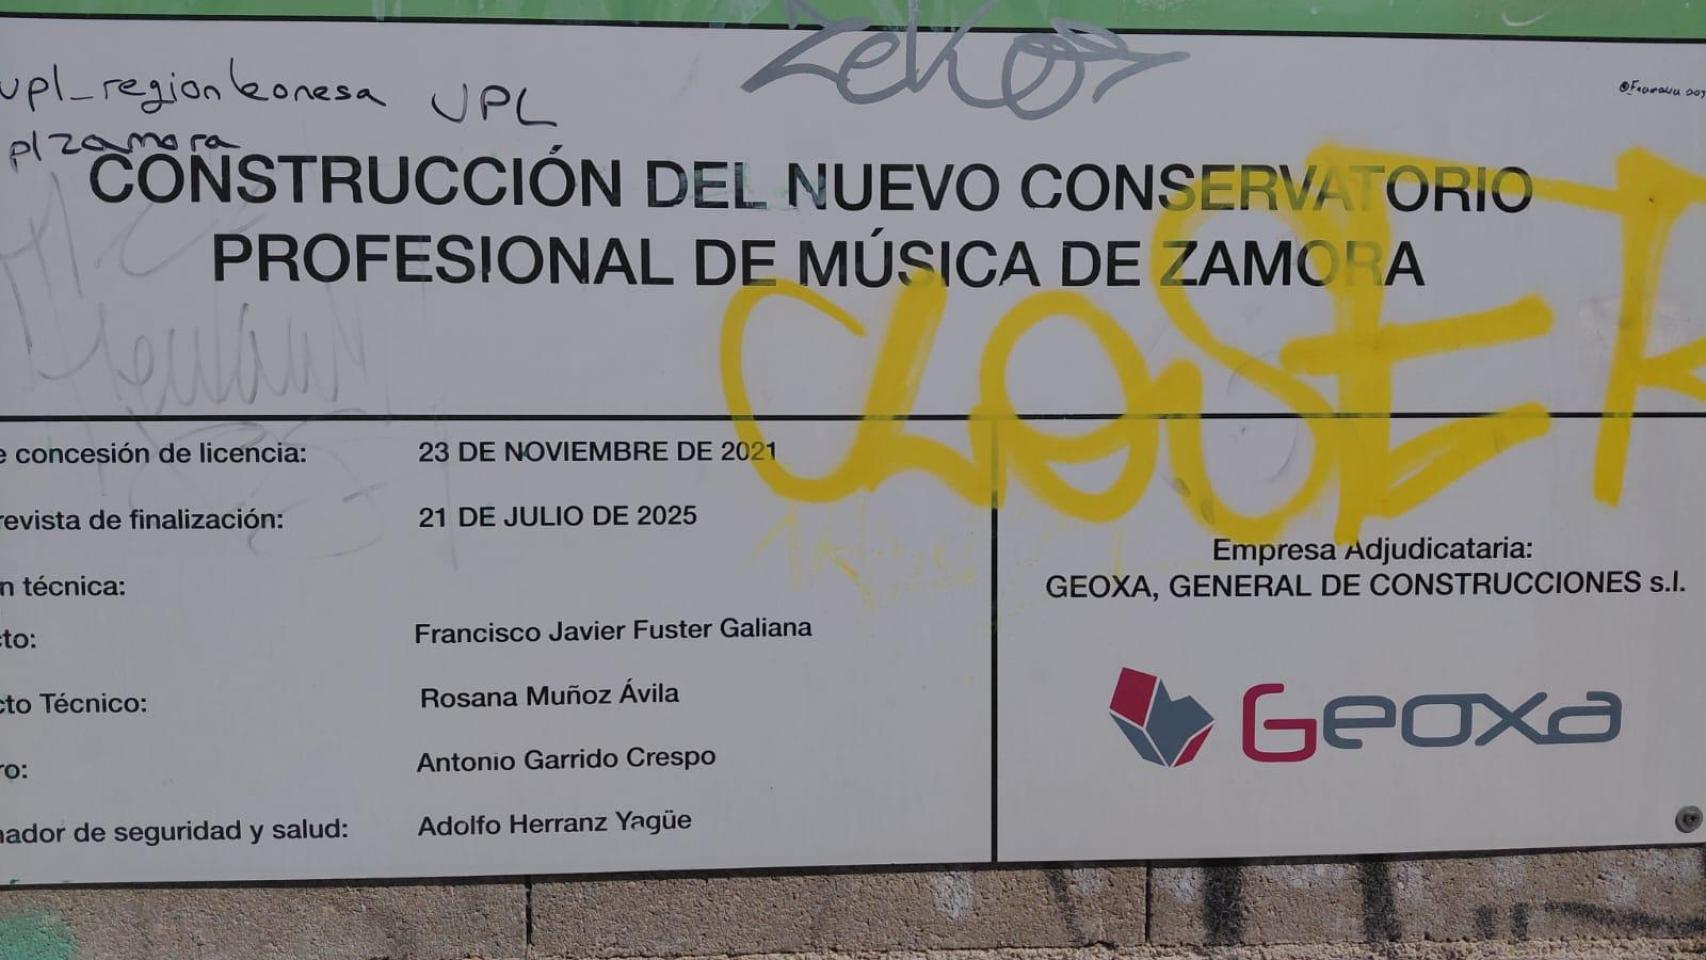 zeko
upl_regionleonesa UPL
plzamora
CONSTRUCCIÓN DEL NUEVO CONSERVATORIO
PROFESIONAL DE MÚSICA DE ZAMORA
CLOSER
e concesión de licencia: 23 DE NOVIEMBRE DE 2021
revista de finalización: 21 DE JULIO DE 2025
n técnica:
cto: Francisco Javier Fuster Galiana
cto Técnico: Rosana Muñoz Ávila
ro: Antonio Garrido Crespo
nador de seguridad y salud: Adolfo Herranz Yagüe
Empresa Adjudicataria:
GEOXA, GENERAL DE CONSTRUCCIONES s.l.
Geoxa